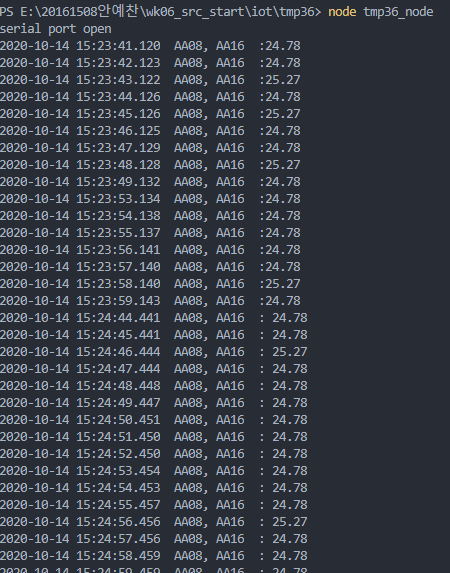 PS E:\20161508안예찬\wk06_src_start\iot\tmp36> node tmp36_node
serial port open
2020-10-14 15:23:41.120  AA08, AA16  :24.78
2020-10-14 15:23:42.123  AA08, AA16  :24.78
2020-10-14 15:23:43.122  AA08, AA16  :25.27
2020-10-14 15:23:44.126  AA08, AA16  :24.78
2020-10-14 15:23:45.126  AA08, AA16  :25.27
2020-10-14 15:23:46.125  AA08, AA16  :24.78
2020-10-14 15:23:47.129  AA08, AA16  :24.78
2020-10-14 15:23:48.128  AA08, AA16  :25.27
2020-10-14 15:23:49.132  AA08, AA16  :24.78
2020-10-14 15:23:53.134  AA08, AA16  :24.78
2020-10-14 15:23:54.138  AA08, AA16  :24.78
2020-10-14 15:23:55.137  AA08, AA16  :24.78
2020-10-14 15:23:56.141  AA08, AA16  :24.78
2020-10-14 15:23:57.140  AA08, AA16  :24.78
2020-10-14 15:23:58.140  AA08, AA16  :25.27
2020-10-14 15:23:59.143  AA08, AA16  :24.78
2020-10-14 15:24:44.441  AA08, AA16  : 24.78
2020-10-14 15:24:45.441  AA08, AA16  : 24.78
2020-10-14 15:24:46.444  AA08, AA16  : 25.27
2020-10-14 15:24:47.444  AA08, AA16  : 24.78
2020-10-14 15:24:48.448  AA08, AA16  : 24.78
2020-10-14 15:24:49.447  AA08, AA16  : 24.78
2020-10-14 15:24:50.451  AA08, AA16  : 24.78
2020-10-14 15:24:51.450  AA08, AA16  : 24.78
2020-10-14 15:24:52.450  AA08, AA16  : 24.78
2020-10-14 15:24:53.454  AA08, AA16  : 24.78
2020-10-14 15:24:54.453  AA08, AA16  : 24.78
2020-10-14 15:24:55.457  AA08, AA16  : 24.78
2020-10-14 15:24:56.456  AA08, AA16  : 25.27
2020-10-14 15:24:57.456  AA08, AA16  : 24.78
2020-10-14 15:24:58.459  AA08, AA16  : 24.78
2020-10-14 15:24:59.459  AA08, AA16  : 24.78